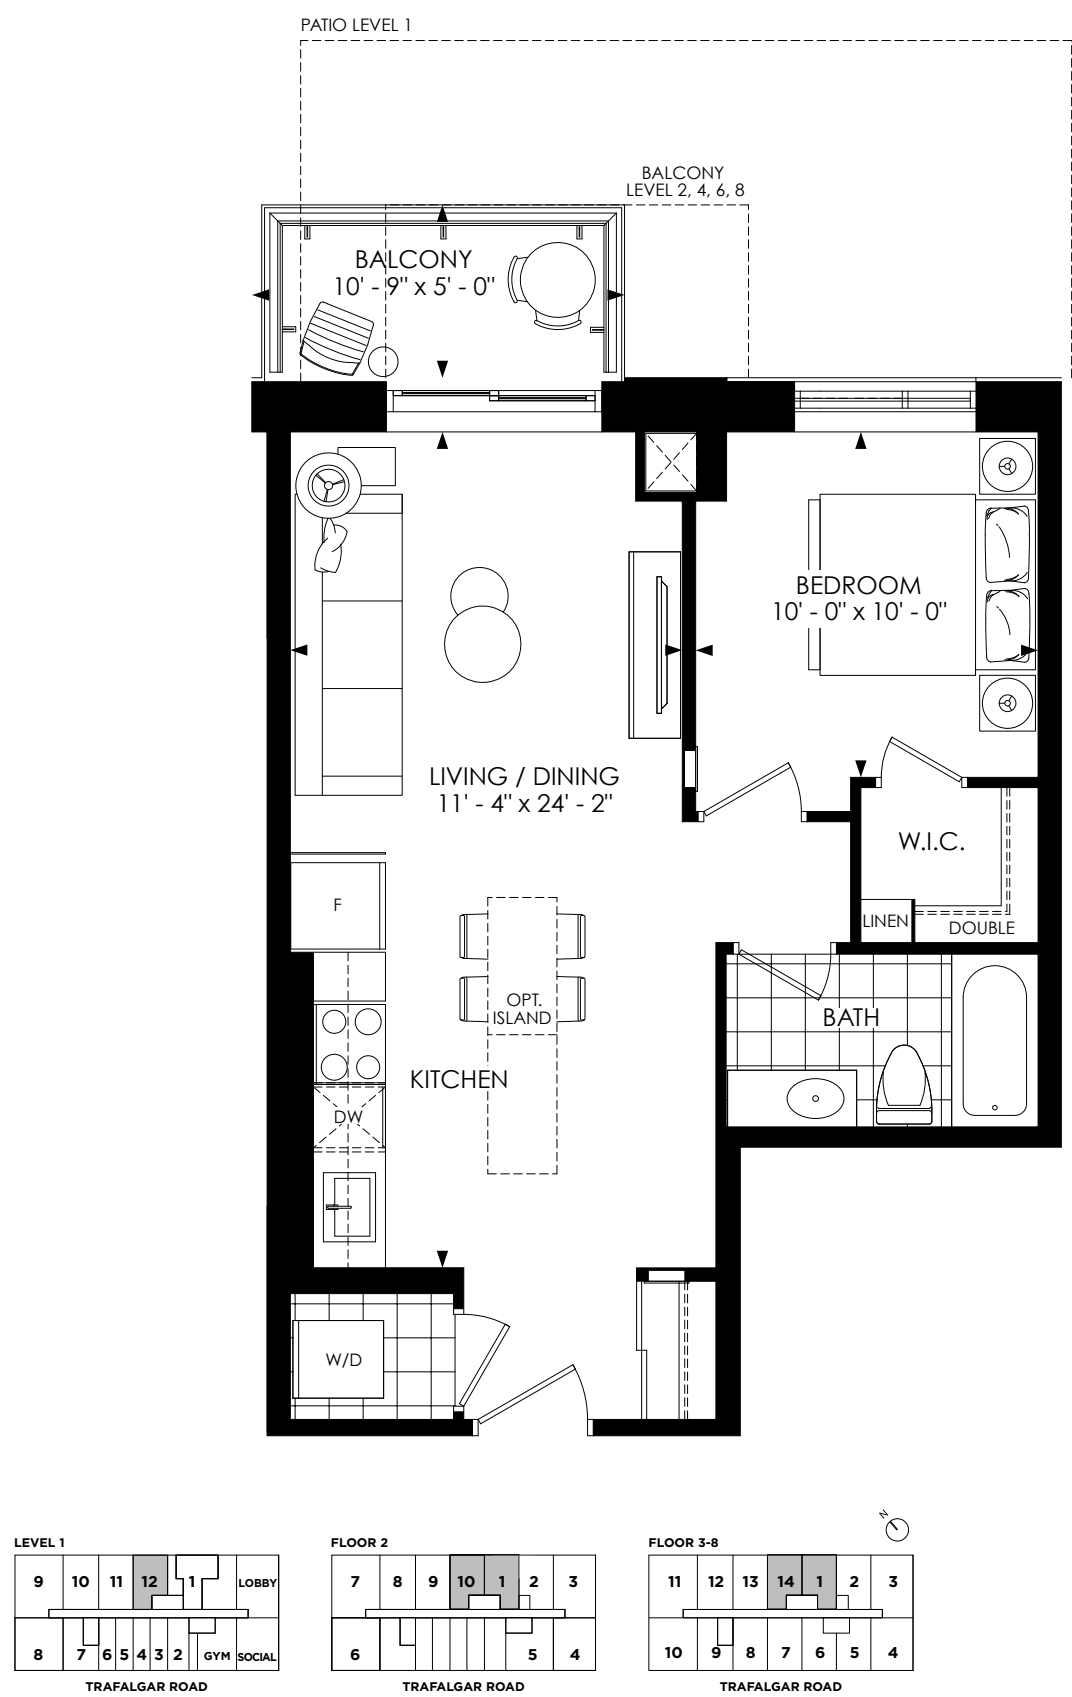 PATIO LEVEL 1
BALCONY
LEVEL 2, 4, 6, 8
BALCONY
10' - 9" x 5' - 0"
BEDROOM
10' - 0" x 10' - 0"
LIVING / DINING
11' - 4" x 24' - 2"
W.I.C.
F
LINEN
DOUBLE
OPT.
ISLAND
BATH
KITCHEN
DW
W/D
N
LEVEL 1
9 10 11 12 1 LOBBY
8 7 6 5 4 3 2 GYM SOCIAL
TRAFALGAR ROAD
FLOOR 2
7 8 9 10 1 2 3
6 5 4
TRAFALGAR ROAD
FLOOR 3-8
11 12 13 14 1 2 3
10 9 8 7 6 5 4
TRAFALGAR ROAD